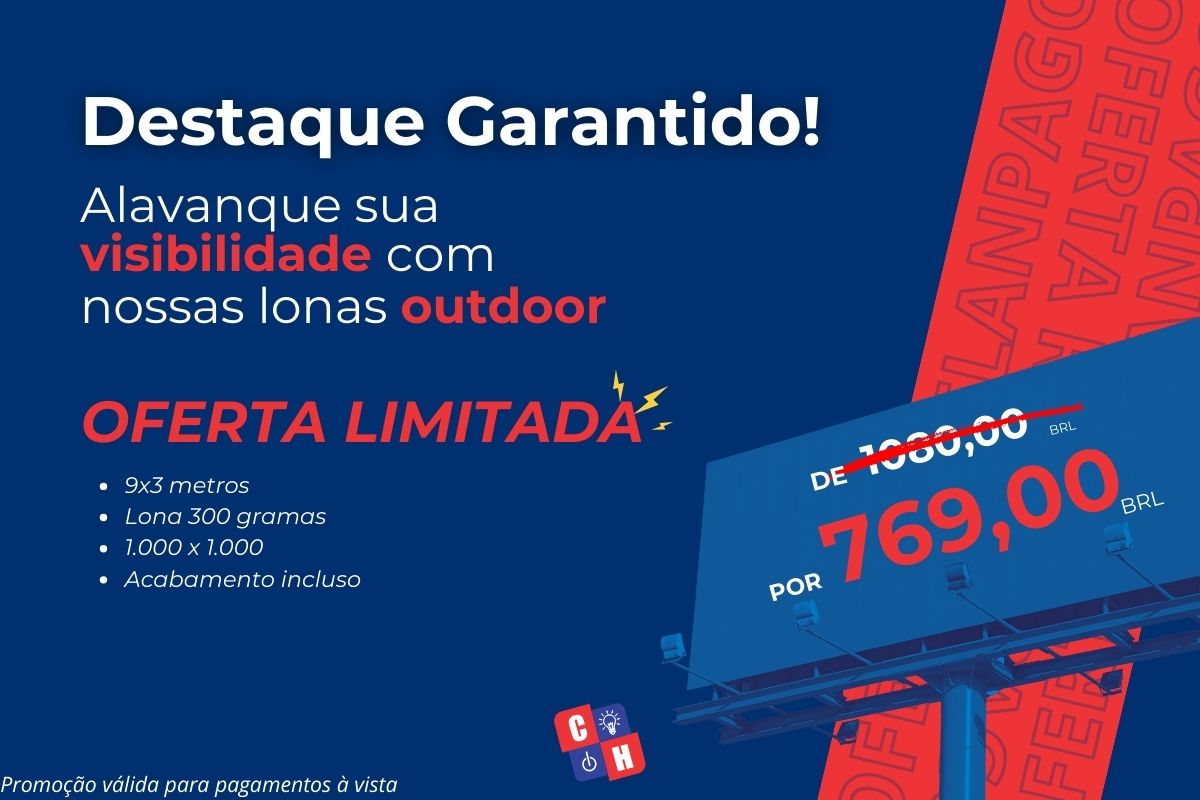 Destaque Garantido!
Alavanque sua
visibilidade com
nossas lonas outdoor
OFERTA LIMITADA
9x3 metros
Lona 300 gramas
1.000 x 1.000
Acabamento incluso
DE 1080,00 BRL
POR 769,00 BRL
C
H
Promoção válida para pagamentos à vista
OFERTA